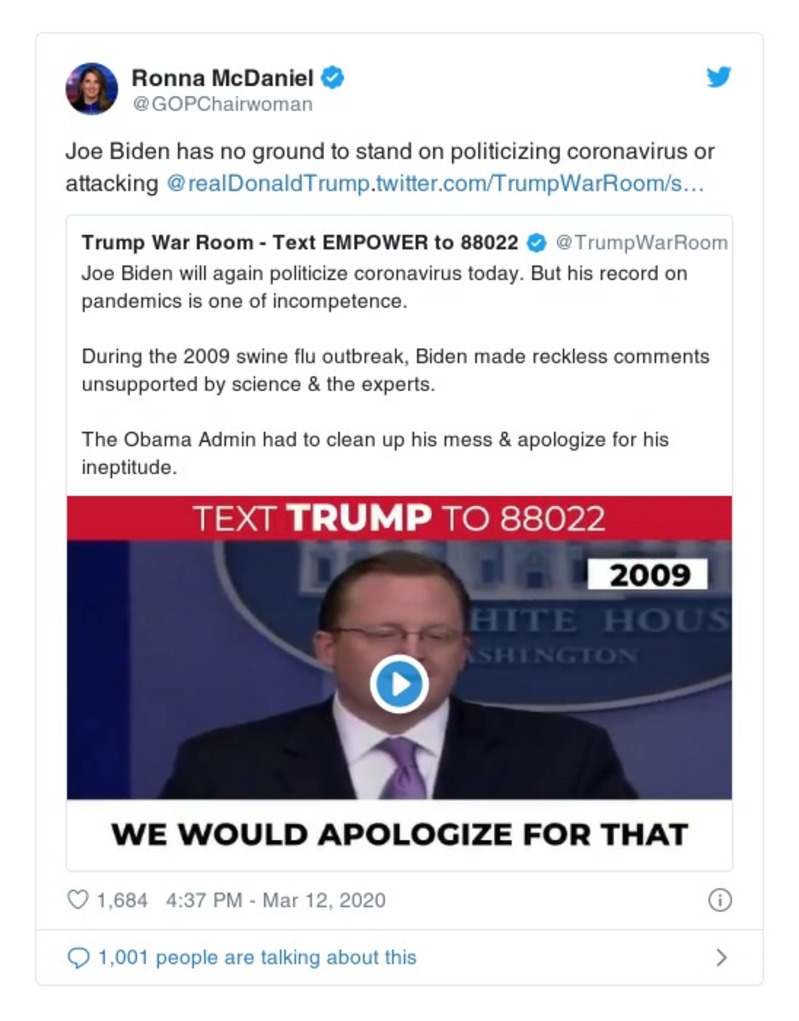 Ronna McDaniel
@GOPChairwoman
Joe Biden has no ground to stand on politicizing coronavirus or
attacking @realDonaldTrump.twitter.com/TrumpWarRoom/s…
Trump War Room - Text EMPOWER to 88022 @TrumpWarRoom
Joe Biden will again politicize coronavirus today. But his record on
pandemics is one of incompetence.
During the 2009 swine flu outbreak, Biden made reckless comments
unsupported by science & the experts.
The Obama Admin had to clean up his mess & apologize for his
ineptitude.
TEXT TRUMP TO 88022
2009
HITE HOUS
SHINGTON
WE WOULD APOLOGIZE FOR THAT
1,684 4:37 PM - Mar 12, 2020
1,001 people are talking about this